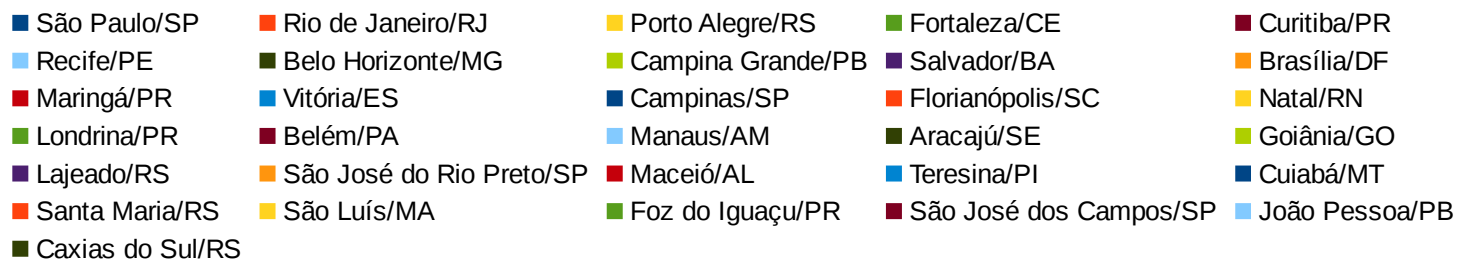 São Paulo/SP Rio de Janeiro/RJ Porto Alegre/RS Fortaleza/CE Curitiba/PR
Recife/PE Belo Horizonte/MG Campina Grande/PB Salvador/BA Brasília/DF
Maringá/PR Vitória/ES Campinas/SP Florianópolis/SC Natal/RN
Londrina/PR Belém/PA Manaus/AM Aracajú/SE Goiânia/GO
Lajeado/RS São José do Rio Preto/SP Maceió/AL Teresina/PI Cuiabá/MT
Santa Maria/RS São Luís/MA Foz do Iguaçu/PR São José dos Campos/SP João Pessoa/PB
Caxias do Sul/RS